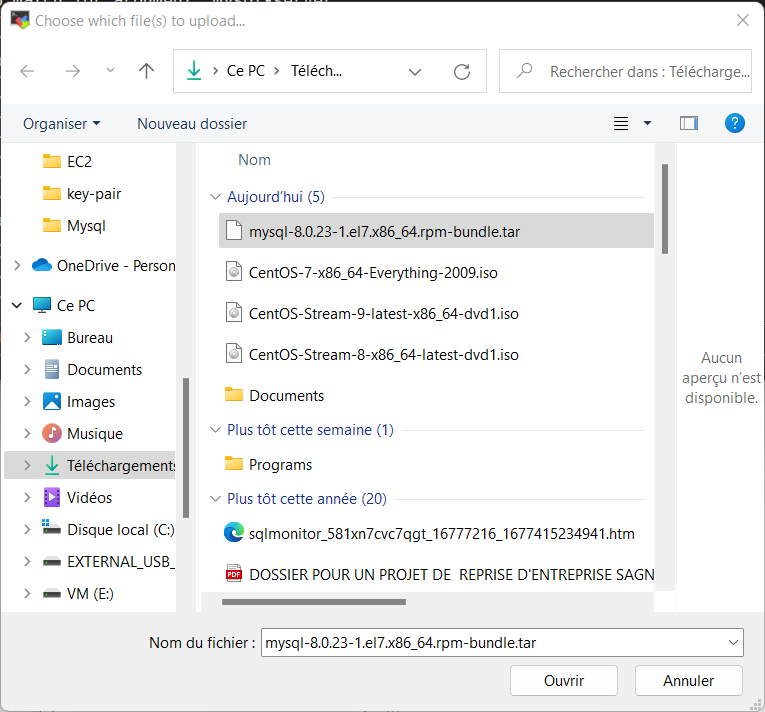 Choose which file(s) to upload...
Ce PC > Téléch...
Rechercher dans : Télécharge...
Organiser
Nouveau dossier
?
EC2
key-pair
Mysql
OneDrive - Person
Ce PC
Bureau
Documents
Images
Musique
Téléchargements
Vidéos
Disque local (C:)
EXTERNAL_USB_
VM (E:)
Nom
Aujourd'hui (5)
mysql-8.0.23-1.el7.x86_64.rpm-bundle.tar
CentOS-7-x86_64-Everything-2009.iso
CentOS-Stream-9-latest-x86_64-dvd1.iso
CentOS-Stream-8-x86_64-latest-dvd1.iso
Documents
Plus tôt cette semaine (1)
Programs
Plus tôt cette année (20)
sqlmonitor_581xn7cvc7qgt_16777216_1677415234941.htm
PDF
DOSSIER POUR UN PROJET DE  REPRISE D'ENTREPRISE SAGN
Aucun
aperçu n'est
disponible.
Nom du fichier :
mysql-8.0.23-1.el7.x86_64.rpm-bundle.tar
Ouvrir
Annuler